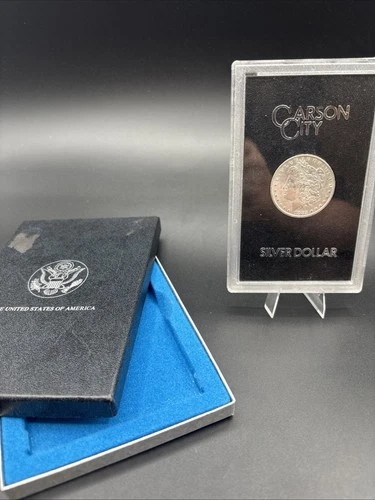 CARSON
CITY
SILVER DOLLAR
E UNITED STATES OF AMERICA